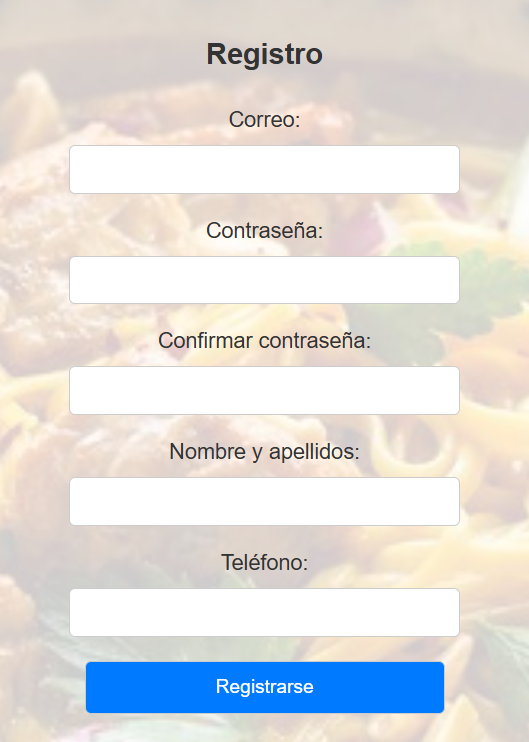 Registro
Correo:
Contraseña:
Confirmar contraseña:
Nombre y apellidos:
Teléfono:
Registrarse